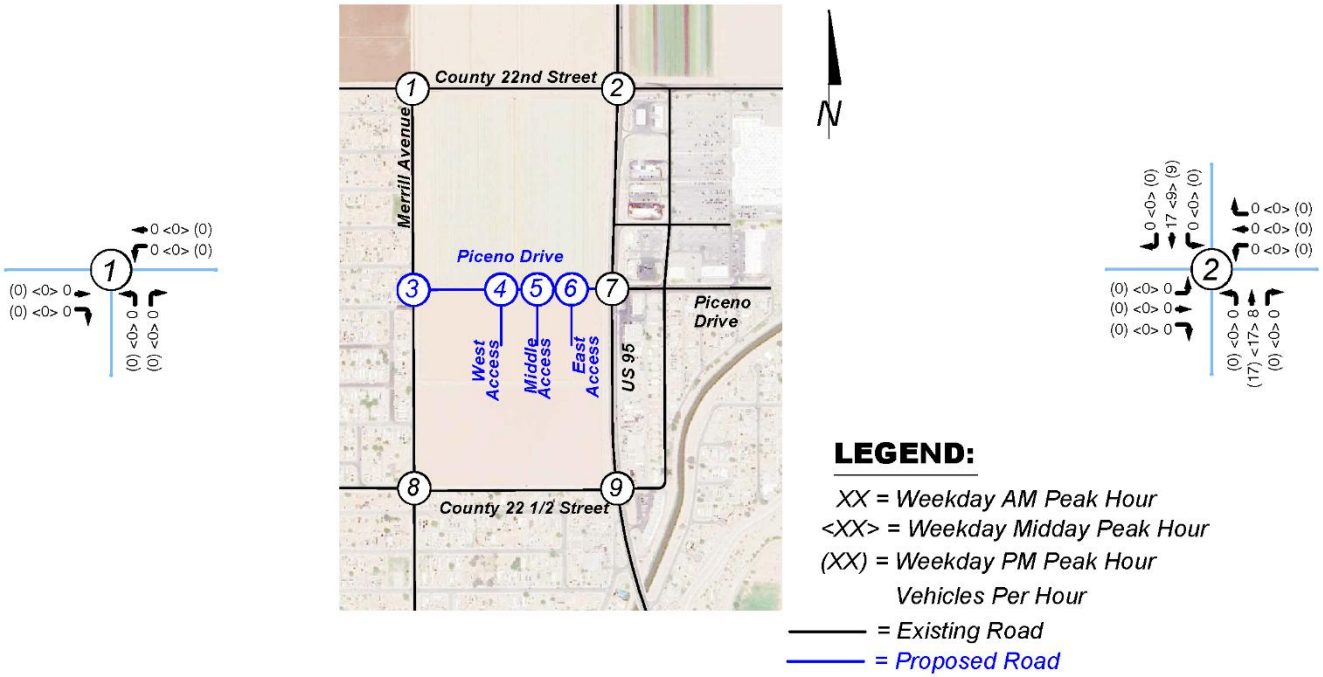 County 22nd Street
1
2
Merrill Avenue
Piceno Drive
3
4
5
6
7
Piceno
Drive
West
Access
Middle
Access
East
Access
US 95
8
9
County 22 1/2 Street
N
0 <0> (0)
0 <0> (0)
1
(0) <0> 0
(0) <0> 0
(0) <0> 0
(0) <0> 0
0 <0> (0)
17 <9> (9)
0 <0> (0)
0 <0> (0)
0 <0> (0)
0 <0> (0)
2
(0) <0> 0
(0) <0> 0
(0) <0> 0
(0) <0> 0
(17) <17> 8
(0) <0> 0
LEGEND:
XX = Weekday AM Peak Hour
<XX> = Weekday Midday Peak Hour
(XX) = Weekday PM Peak Hour
Vehicles Per Hour
= Existing Road
= Proposed Road